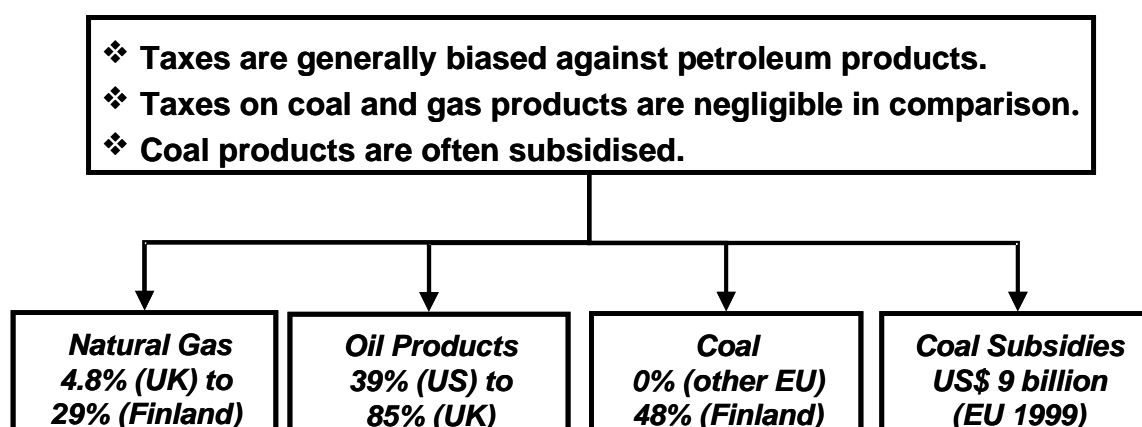 ❖ Taxes are generally biased against petroleum products.
❖ Taxes on coal and gas products are negligible in comparison.
❖ Coal products are often subsidised.
Natural Gas
4.8% (UK) to
29% (Finland)
Oil Products
39% (US) to
85% (UK)
Coal
0% (other EU)
48% (Finland)
Coal Subsidies
US$ 9 billion
(EU 1999)